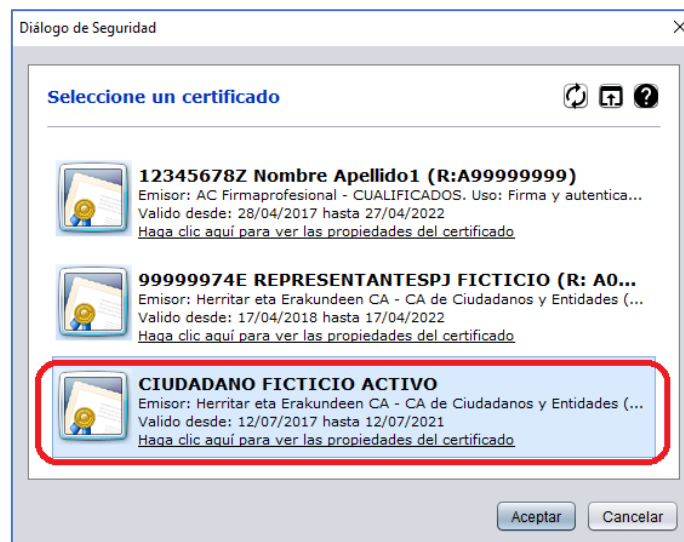 Diálogo de Seguridad
Seleccione un certificado
12345678Z Nombre Apellido1 (R:A99999999)
Emisor: AC Firmaprofesional - CUALIFICADOS. Uso: Firma y autentica...
Valido desde: 28/04/2017 hasta 27/04/2022
Haga clic aquí para ver las propiedades del certificado
99999974E REPRESENTANTESPJ FICTICIO (R: A0...
Emisor: Herritar eta Erakundeen CA - CA de Ciudadanos y Entidades (...
Valido desde: 17/04/2018 hasta 17/04/2022
Haga clic aquí para ver las propiedades del certificado
CIUDADANO FICTICIO ACTIVO
Emisor: Herritar eta Erakundeen CA - CA de Ciudadanos y Entidades (...
Valido desde: 12/07/2017 hasta 12/07/2021
Haga clic aquí para ver las propiedades del certificado
Aceptar Cancelar